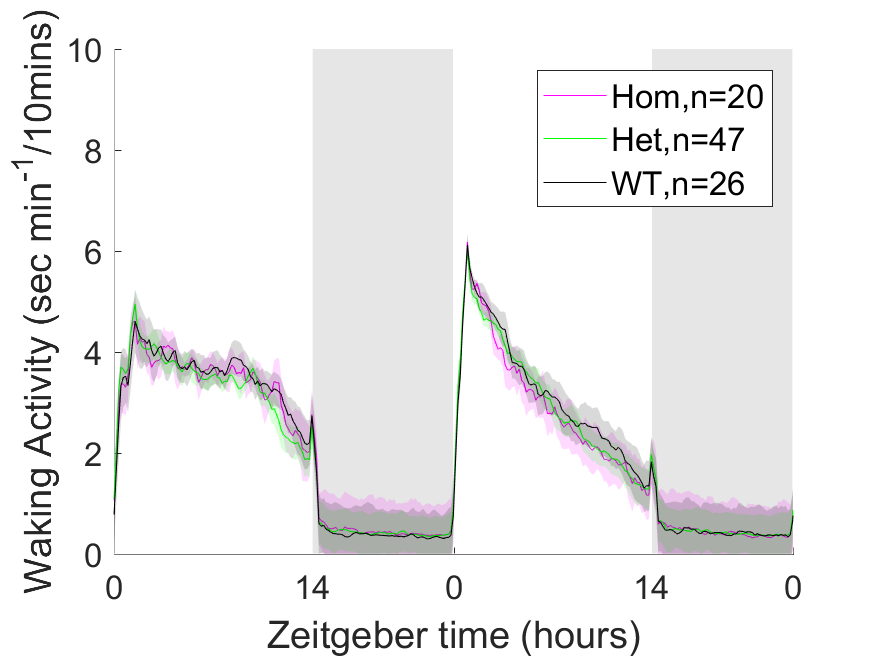 Waking Activity (sec min⁻¹/10mins)
10
8
6
4
2
0
Hom,n=20
Het,n=47
WT,n=26
0 14 0 14 0
Zeitgeber time (hours)